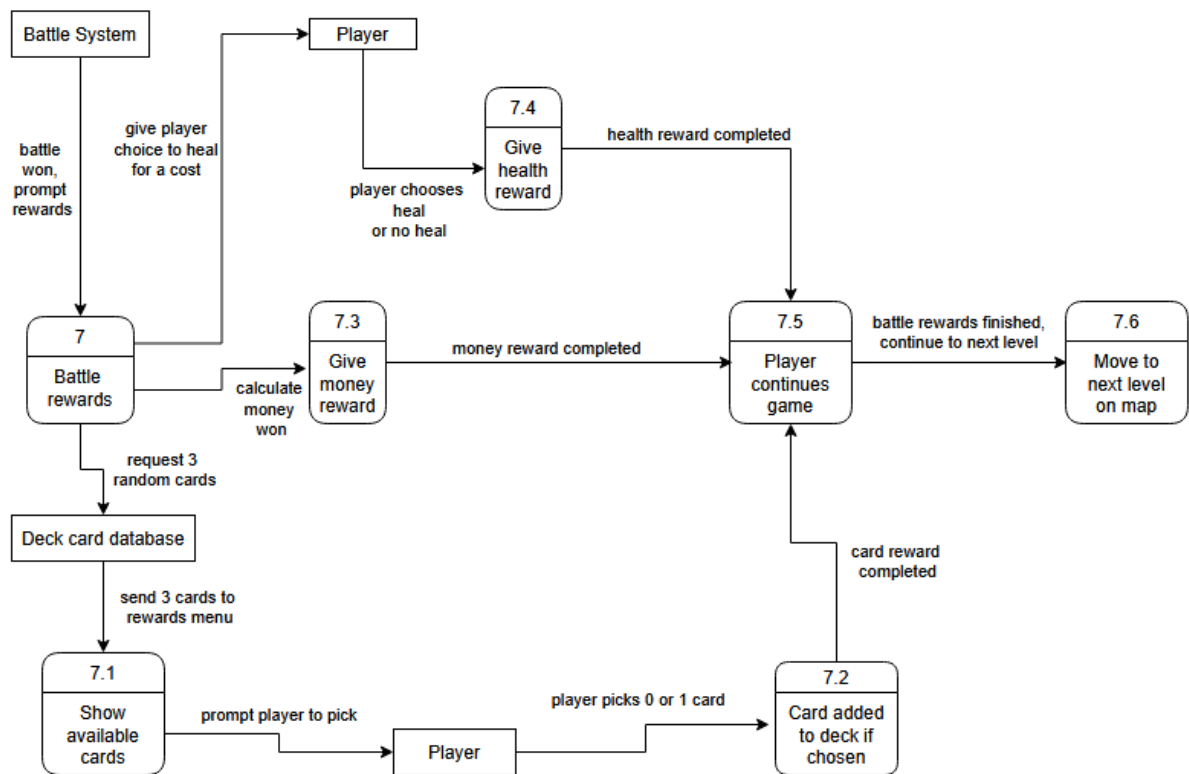 Battle System
battle
won,
prompt
rewards
give player
choice to heal
for a cost
Player
player chooses
heal
or no heal
7.4
Give
health
reward
health reward completed
7
Battle
rewards
calculate
money
won
7.3
Give
money
reward
money reward completed
7.5
Player
continues
game
battle rewards finished,
continue to next level
7.6
Move to
next level
on map
request 3
random cards
Deck card database
send 3 cards to
rewards menu
7.1
Show
available
cards
prompt player to pick
Player
player picks 0 or 1 card
7.2
Card added
to deck if
chosen
card reward
completed